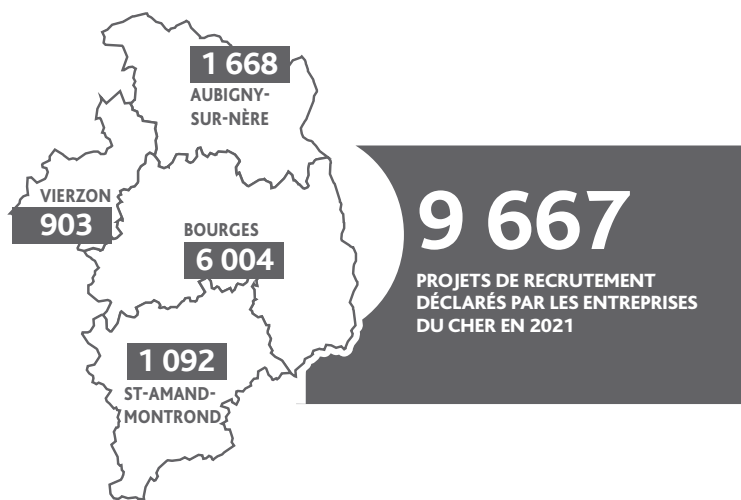 1 668
AUBIGNY-
SUR-NÈRE
VIERZON
903
BOURGES
6 004
1 092
ST-AMAND-
MONTROND
9 667
PROJETS DE RECRUTEMENT
DÉCLARÉS PAR LES ENTREPRISES
DU CHER EN 2021